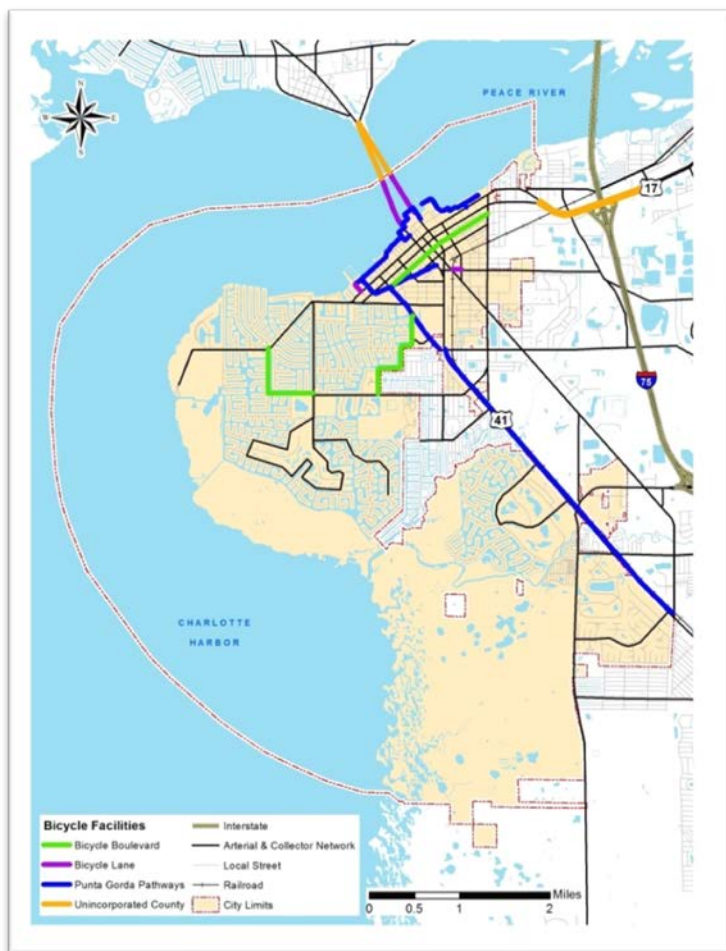 N
W E
S
PEACE RIVER
17
75
41
CHARLOTTE
HARBOR
Bicycle Facilities
Bicycle Boulevard
Bicycle Lane
Punta Gorda Pathways
Unincorporated County
Interstate
Arterial & Collector Network
Local Street
Railroad
City Limits
Miles
0 0.5 1 2